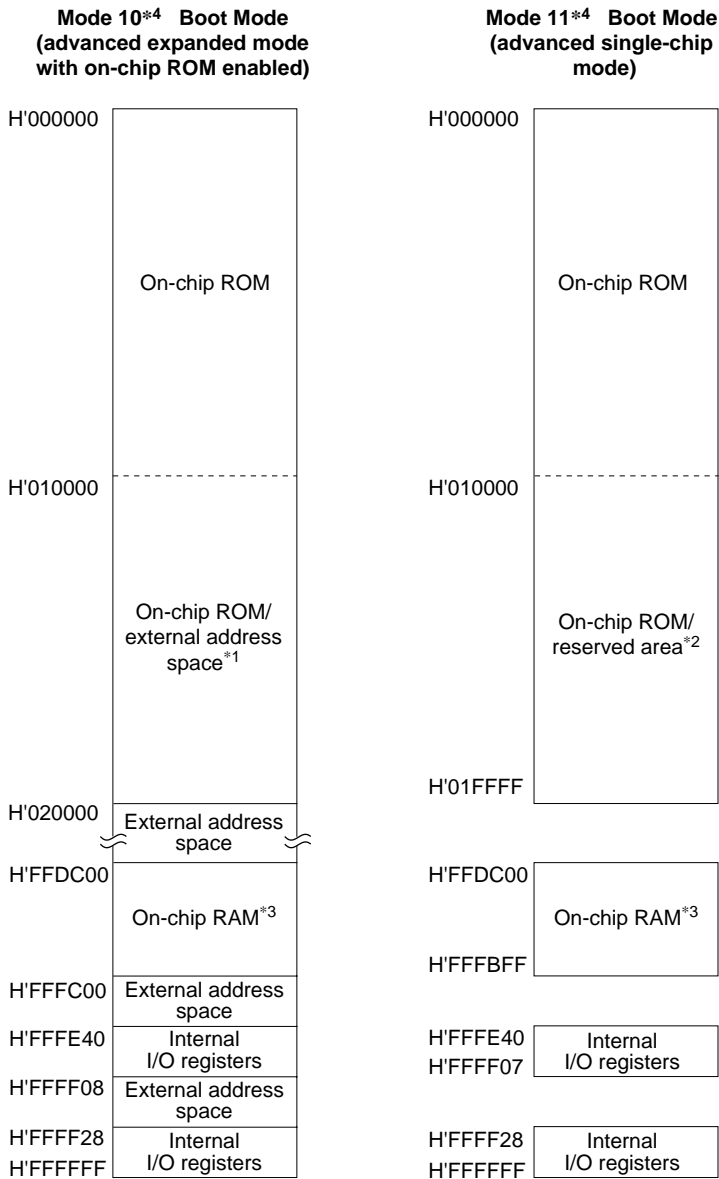 Mode 10*4 Boot Mode
(advanced expanded mode
with on-chip ROM enabled)
H'000000
On-chip ROM
H'010000
On-chip ROM/
external address
space*1
H'020000
External address
space
H'FFDC00
On-chip RAM*3
H'FFFC00
External address
space
H'FFFE40
Internal
I/O registers
H'FFFF08
External address
space
H'FFFF28
Internal
I/O registers
H'FFFFFF
Mode 11*4 Boot Mode
(advanced single-chip
mode)
H'000000
On-chip ROM
H'010000
On-chip ROM/
reserved area*2
H'01FFFF
H'FFDC00
On-chip RAM*3
H'FFFBFF
H'FFFE40
Internal
I/O registers
H'FFFF07
H'FFFF28
Internal
I/O registers
H'FFFFFF